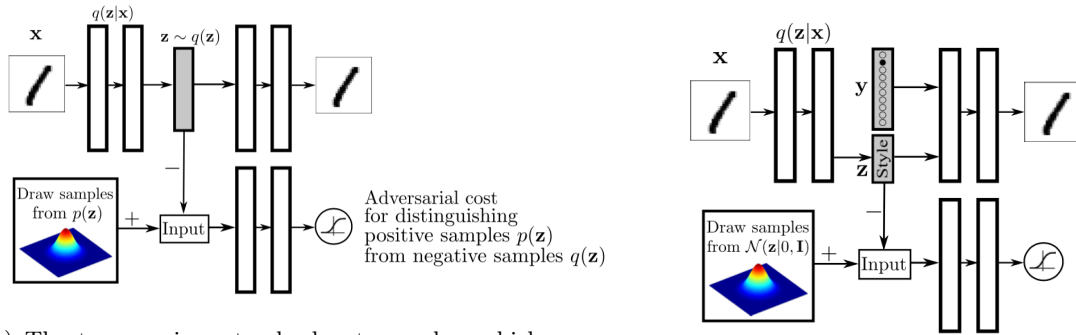 q(z|x)
x
z ∼ q(z)
−
Draw samples
from p(z)
+
Input
Adversarial cost
for distinguishing
positive samples p(z)
from negative samples q(z)
q(z|x)
x
y
z
Style
−
Draw samples
from 𝒩(z|0, I)
+
Input